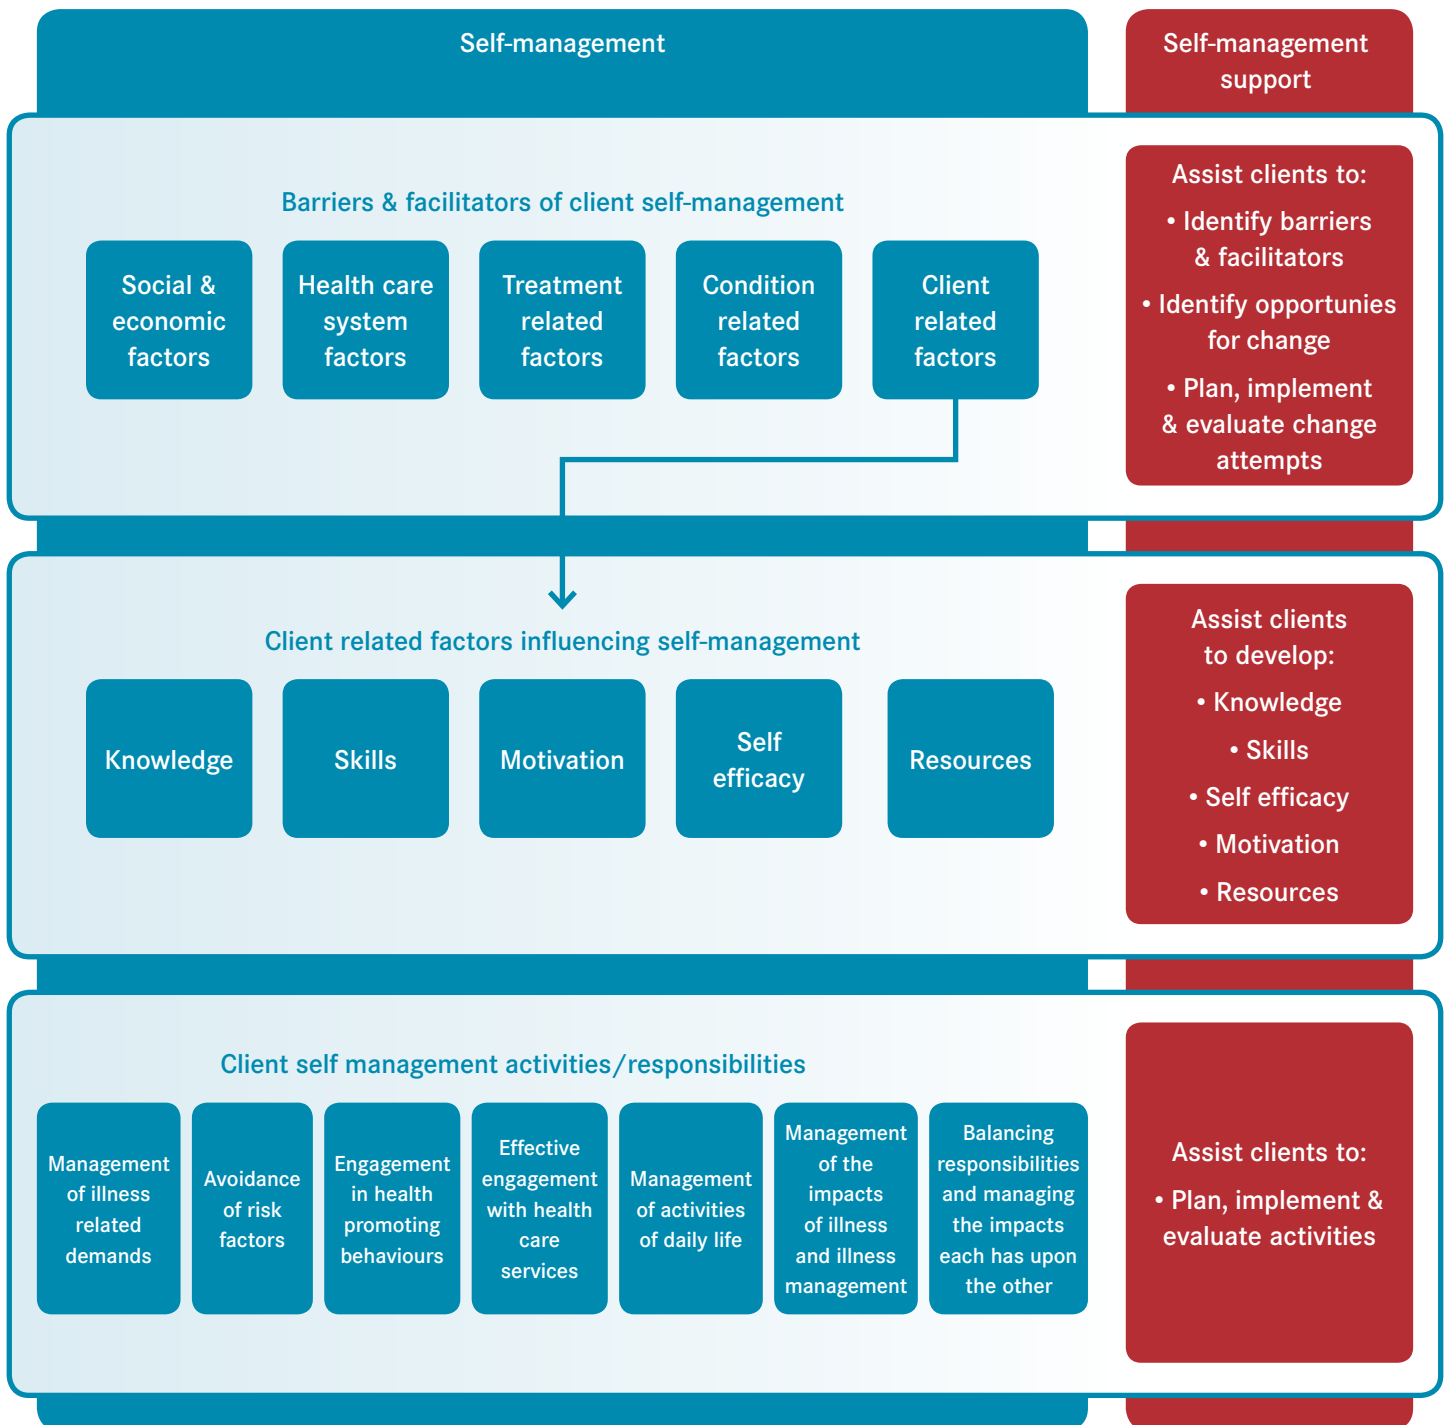 Self-management
Self-management
support
Barriers & facilitators of client self-management
Social &
economic
factors
Health care
system
factors
Treatment
related
factors
Condition
related
factors
Client
related
factors
Assist clients to:
• Identify barriers
& facilitators
• Identify opportunies
for change
• Plan, implement
& evaluate change
attempts
Client related factors influencing self-management
Knowledge
Skills
Motivation
Self
efficacy
Resources
Assist clients
to develop:
• Knowledge
• Skills
• Self efficacy
• Motivation
• Resources
Client self management activities/responsibilities
Management
of illness
related
demands
Avoidance
of risk
factors
Engagement
in health
promoting
behaviours
Effective
engagement
with health
care
services
Management
of activities
of daily life
Management
of the
impacts
of illness
and illness
management
Balancing
responsibilities
and managing
the impacts
each has upon
the other
Assist clients to:
• Plan, implement &
evaluate activities